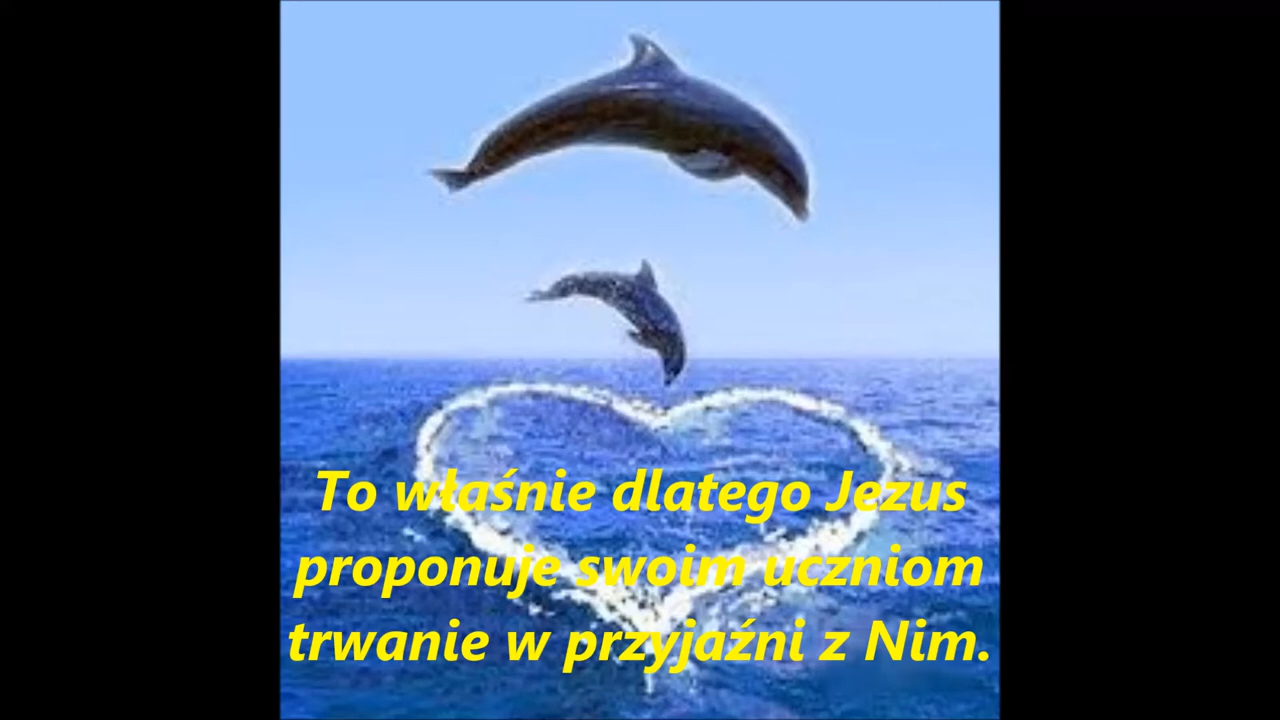 To właśnie dlatego Jezus
proponuje swoim uczniom
trwanie w przyjaźni z Nim.